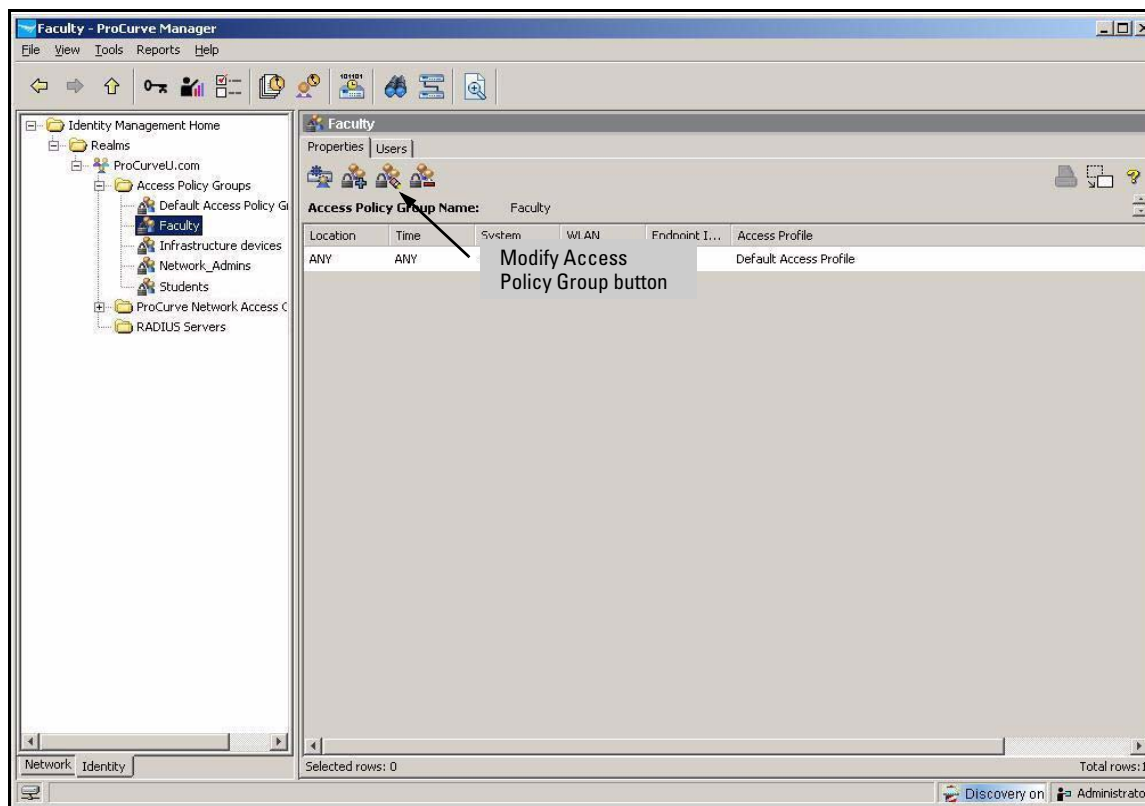 Faculty - ProCurve Manager
File View Tools Reports Help
Identity Management Home
Realms
ProCurveU.com
Access Policy Groups
Default Access Policy G
Faculty
Infrastructure devices
Network_Admins
Students
ProCurve Network Access
RADIUS Servers
Network Identity
Faculty
Properties Users
Access Policy Group Name: Faculty
Location Time System WLAN Endpoint I... Access Profile
ANY ANY Default Access Profile
Modify Access
Policy Group button
Selected rows: 0 Total rows:1
Discovery on Administrato